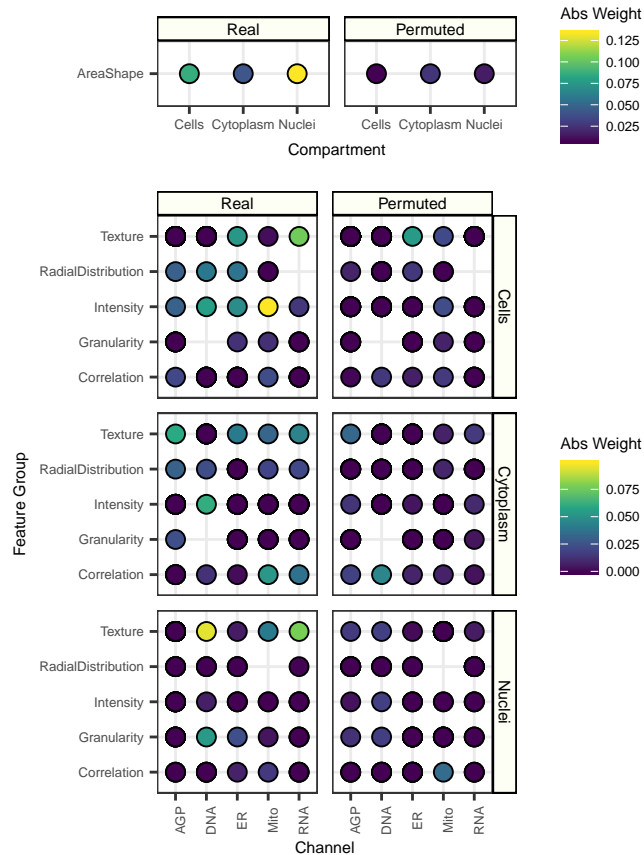 Abs Weight
Real
Permuted
0.125
0.100
0.075
0.050
0.025
AreaShape
Cells
Cytoplasm
Nuclei
Cells
Cytoplasm
Nuclei
Compartment
Real
Permuted
Texture
RadialDistribution
Intensity
Granularity
Correlation
Cells
Texture
RadialDistribution
Intensity
Granularity
Correlation
Cytoplasm
Abs Weight
0.075
0.050
0.025
0.000
Feature Group
Texture
RadialDistribution
Intensity
Granularity
Correlation
Nuclei
AGP
DNA
ER
Mito
RNA
AGP
DNA
ER
Mito
RNA
Channel